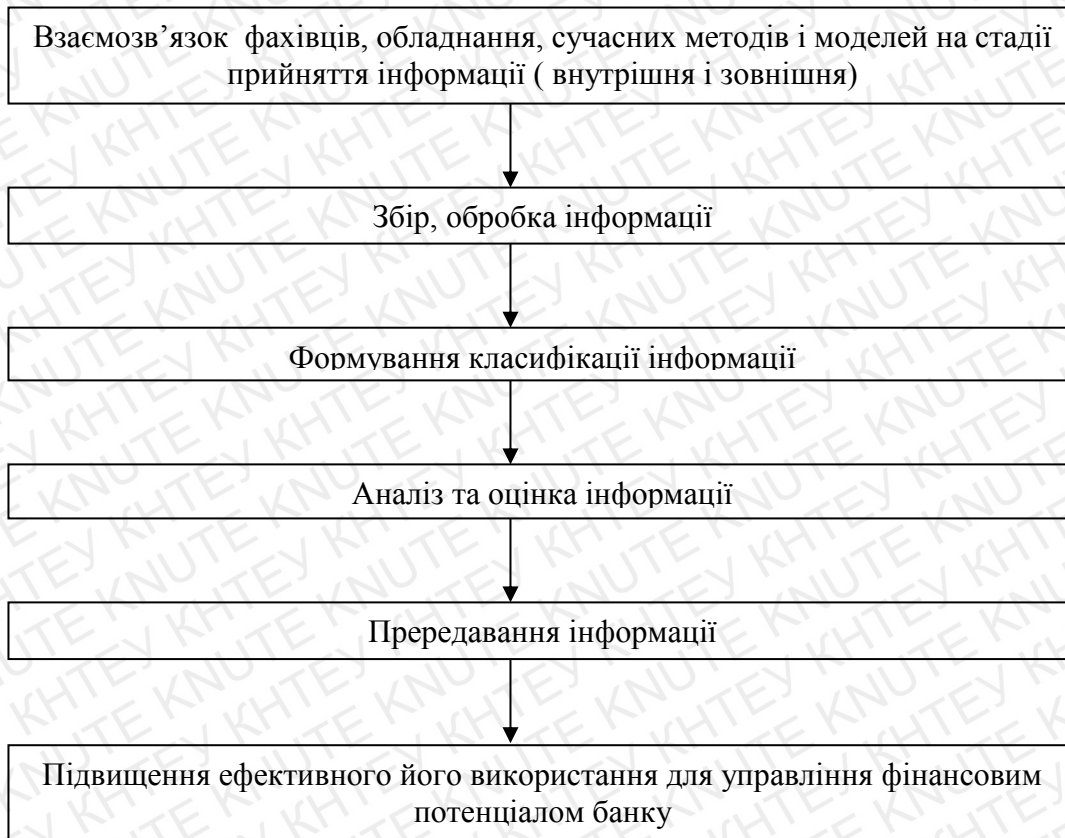 Взаємозв’язок фахівців, обладнання, сучасних методів і моделей на стадії
прийняття інформації ( внутрішня і зовнішня)
Збір, обробка інформації
Формування класифікації інформації
Аналіз та оцінка інформації
Прередавання інформації
Підвищення ефективного його використання для управління фінансовим
потенціалом банку